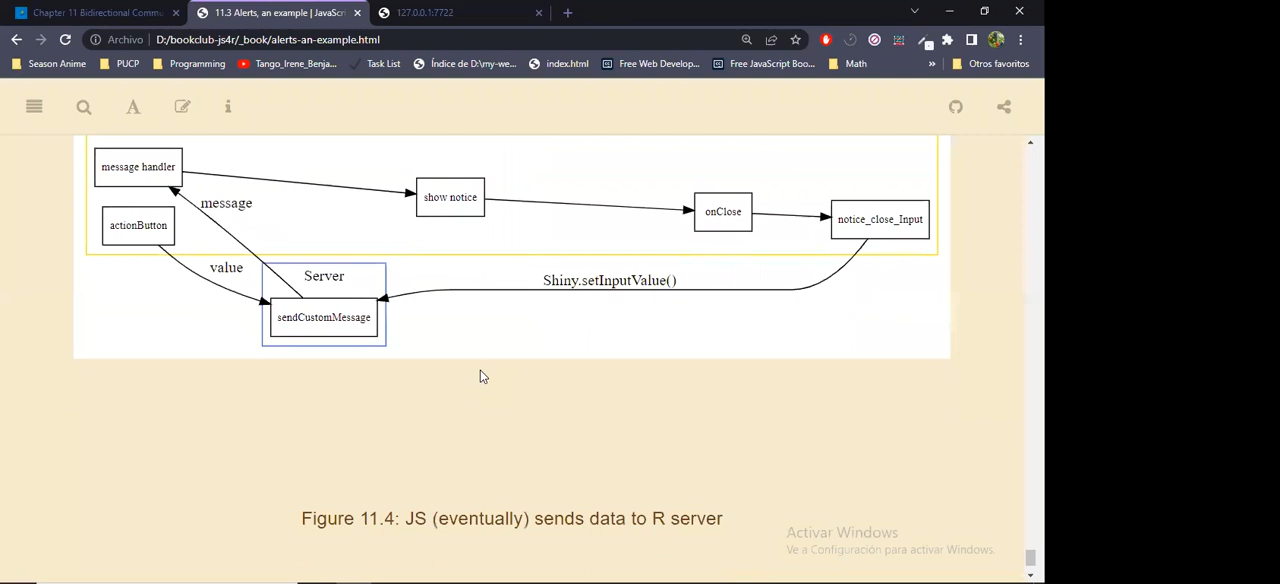 Chapter 11 Bidirectional Commu
11.3 Alerts, an example | JavaScri
127.0.0.1:7722
Archivo
D:/bookclub-js4r/_book/alerts-an-example.html
Season Anime
PUCP
Programming
Tango_Irene_Benja...
Task List
Índice de D:\my-we...
index.html
Free Web Develop...
Free JavaScript Boo...
Math
»
Otros favoritos
message handler
show notice
onClose
notice_close_Input
message
actionButton
value
Server
Shiny.setInputValue()
sendCustomMessage
Figure 11.4: JS (eventually) sends data to R server
Activar Windows
Ve a Configuración para activar Windows.